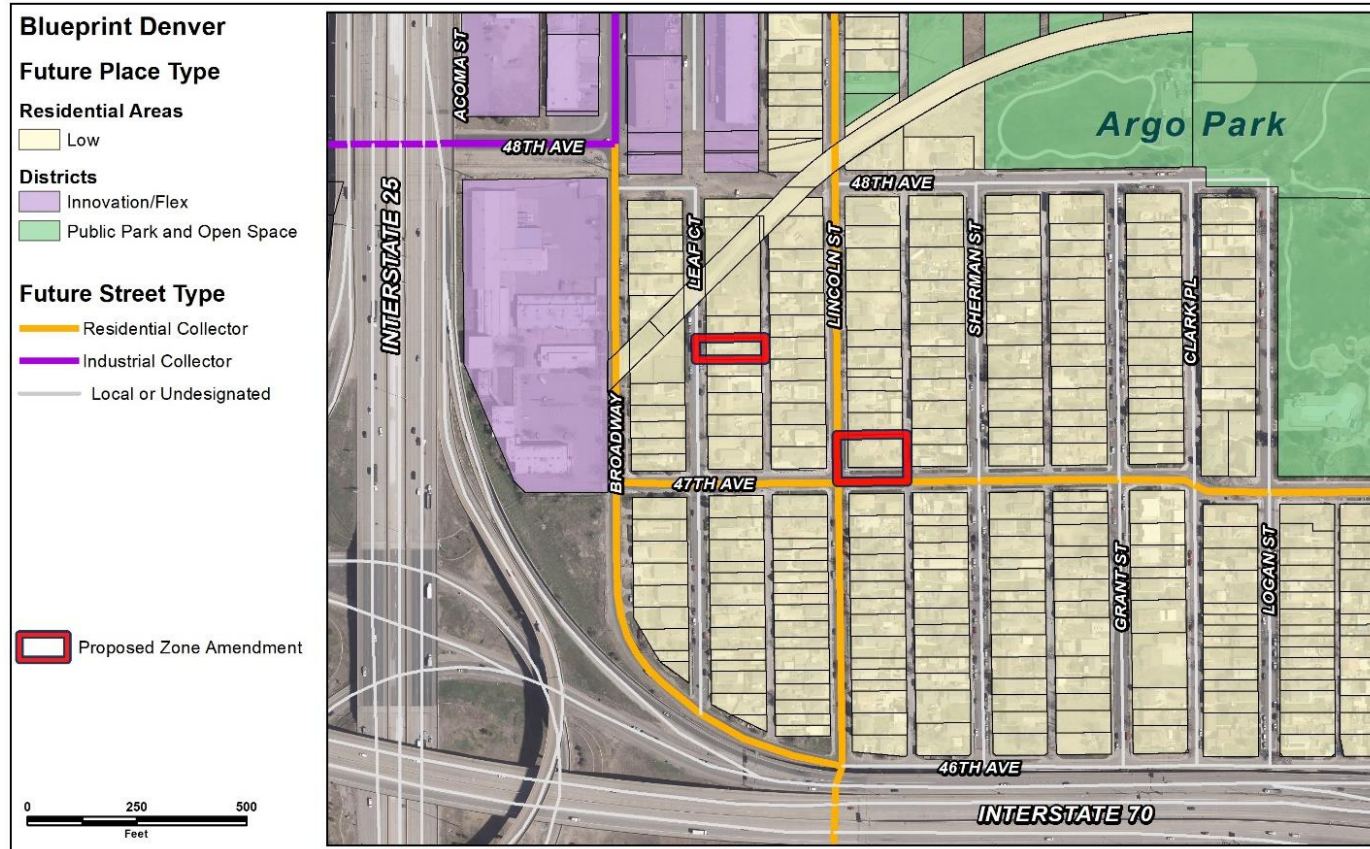 Blueprint Denver
Future Place Type
Residential Areas
Low
Districts
Innovation/Flex
Public Park and Open Space
Future Street Type
Residential Collector
Industrial Collector
Local or Undesignated
Proposed Zone Amendment
0 250 500
Feet
ACOMA ST
48TH AVE
Argo Park
INTERSTATE 25
48TH AVE
LEAF CT
LINCOLN ST
SHERMAN ST
CLARK PL
BROADWAY
47TH AVE
GRANT ST
LOGAN ST
46TH AVE
INTERSTATE 70